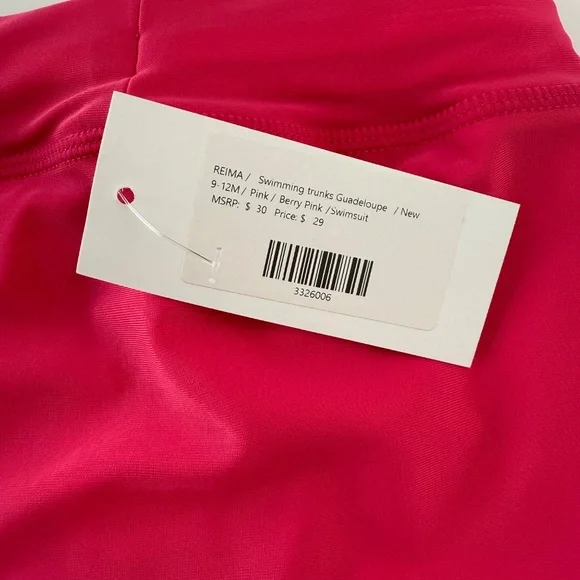 REIMA / Swimming trunks Guadeloupe / New
9-12M / Pink / Berry Pink /Swimsuit
MSRP: $ 30 Price: $ 29
3326006